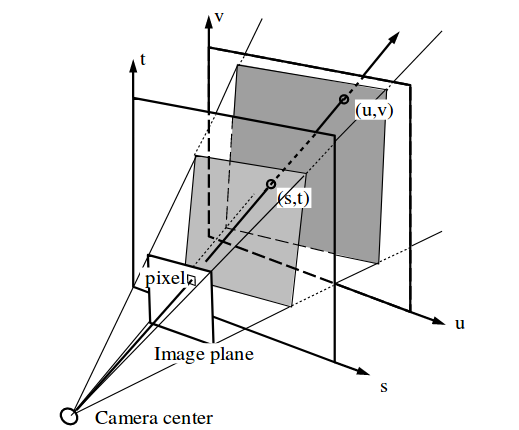 v
t
(u,v)
(s,t)
pixel
u
Image plane
s
Camera center